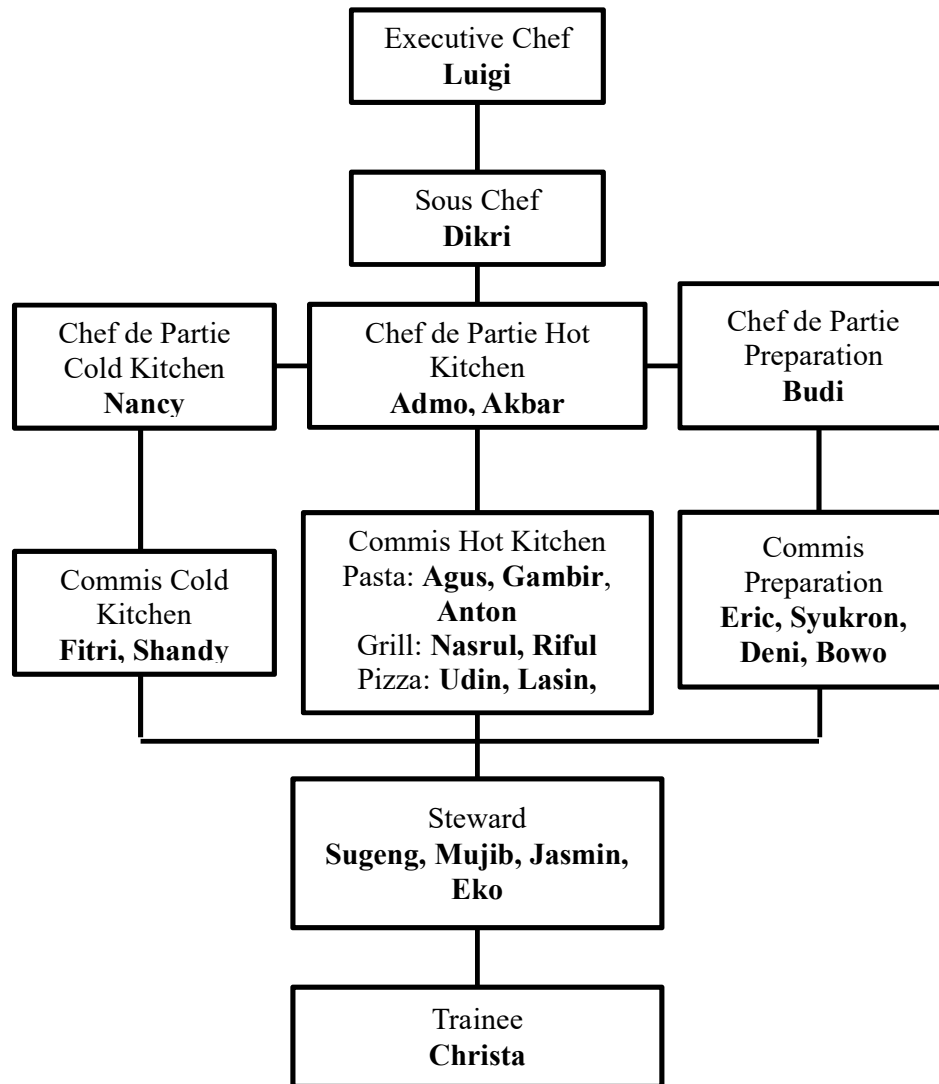 Executive Chef
Luigi
Sous Chef
Dikri
Chef de Partie
Cold Kitchen
Nancy
Chef de Partie Hot
Kitchen
Admo, Akbar
Chef de Partie
Preparation
Budi
Commis Cold
Kitchen
Fitri, Shandy
Commis Hot Kitchen
Pasta: Agus, Gambir,
Anton
Grill: Nasrul, Riful
Pizza: Udin, Lasin,
Commis
Preparation
Eric, Syukron,
Deni, Bowo
Steward
Sugeng, Mujib, Jasmin,
Eko
Trainee
Christa